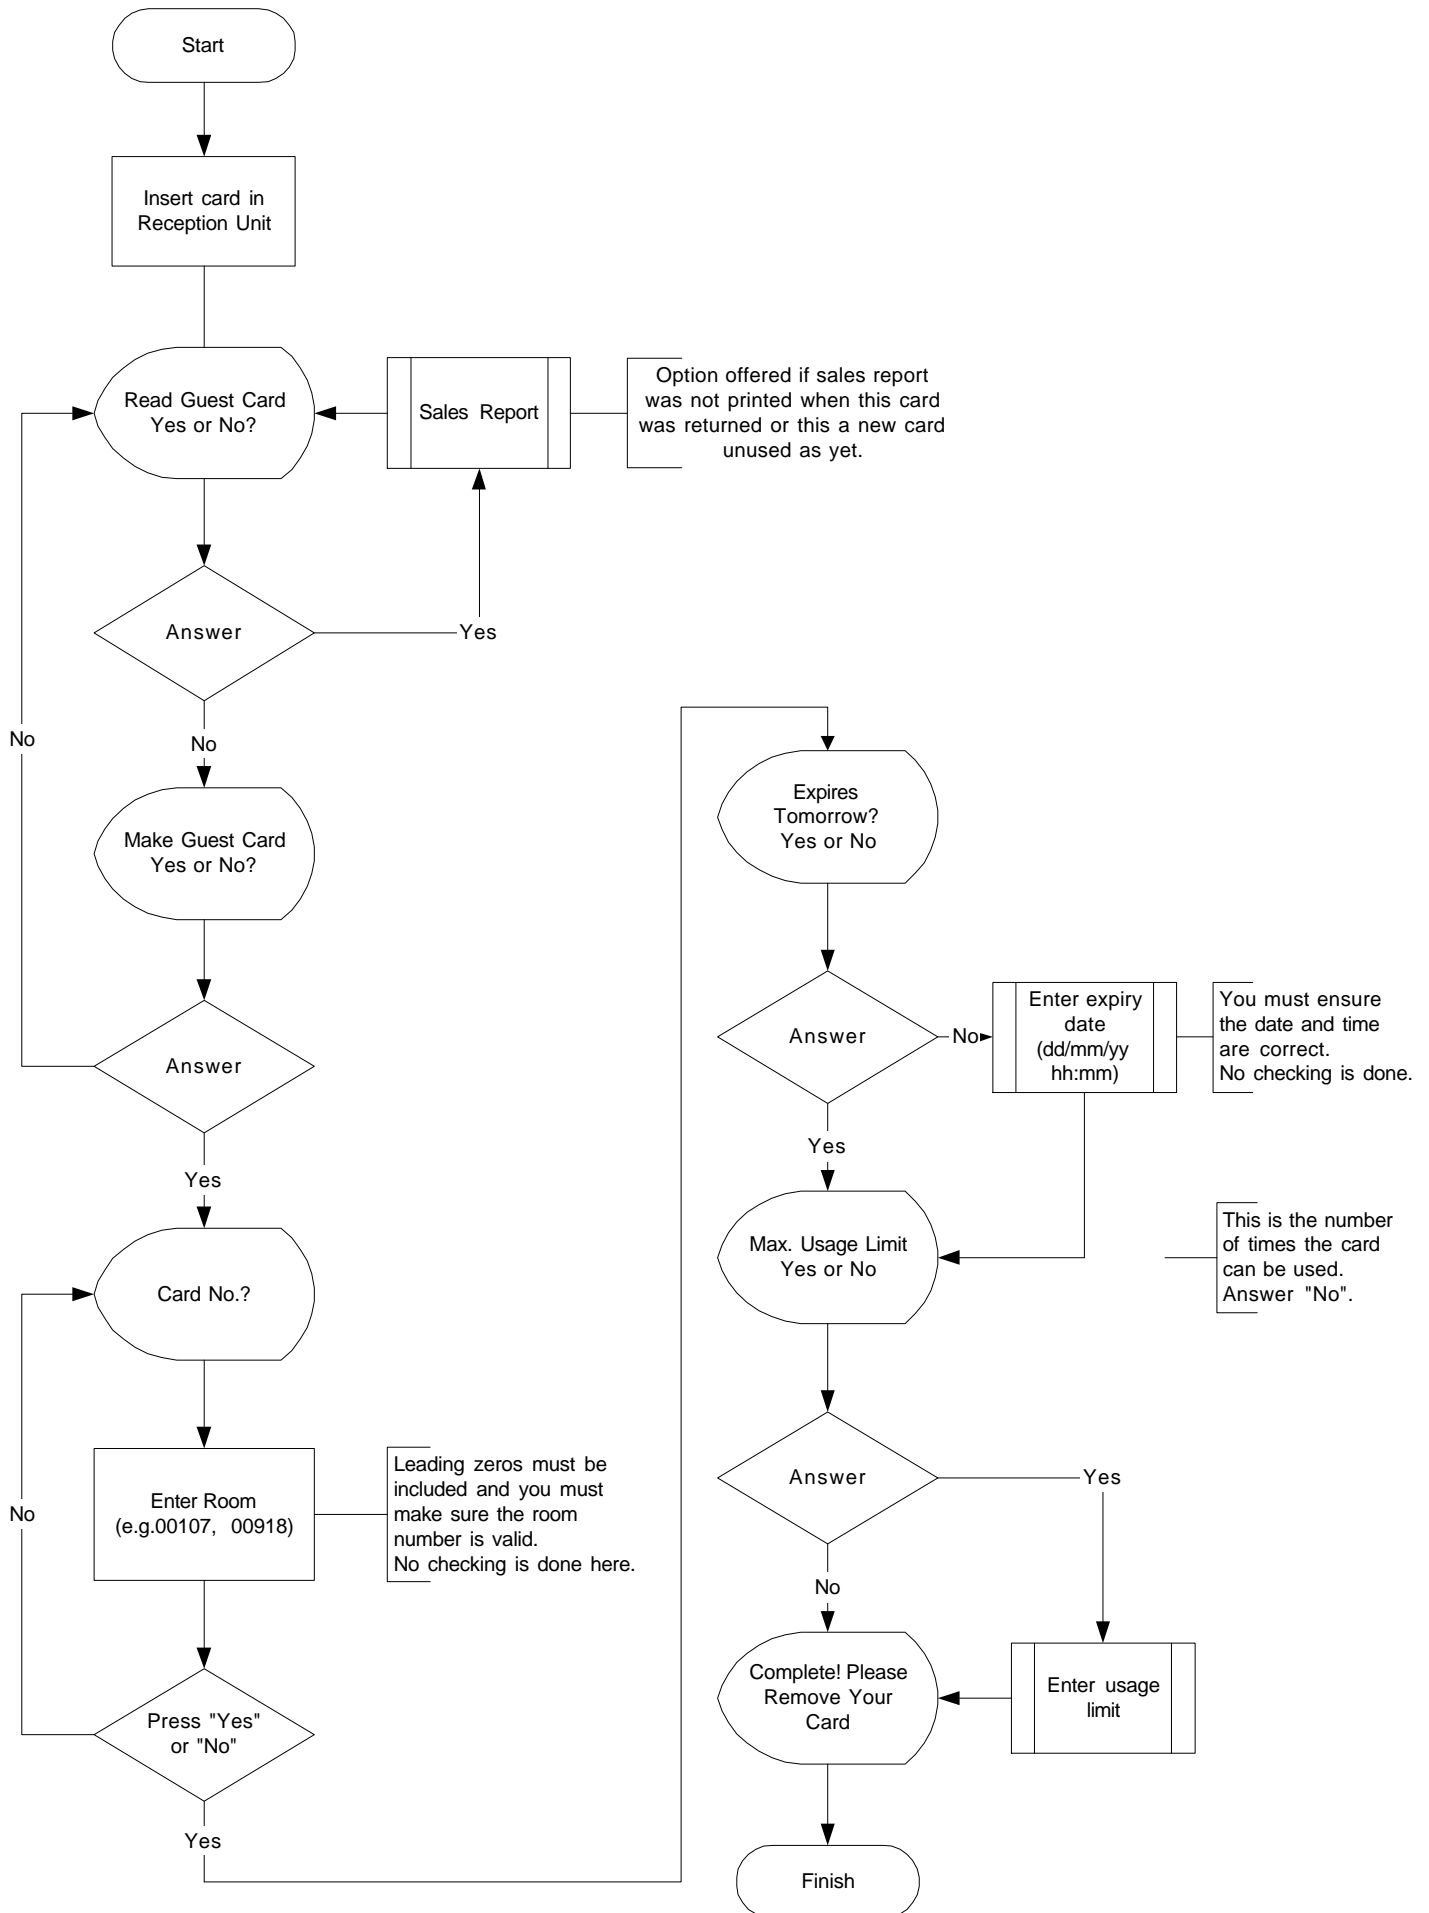 Start
Insert card in
Reception Unit
Read Guest Card
Yes or No?
Sales Report
Option offered if sales report
was not printed when this card
was returned or this a new card
unused as yet.
Answer
Yes
No
No
Make Guest Card
Yes or No?
Answer
Yes
Card No.?
No
Enter Room
(e.g.00107, 00918)
Leading zeros must be
included and you must
make sure the room
number is valid.
No checking is done here.
Press "Yes"
or "No"
Yes
Expires
Tomorrow?
Yes or No
Answer
No
Enter expiry
date
(dd/mm/yy
hh:mm)
You must ensure
the date and time
are correct.
No checking is done.
Yes
Max. Usage Limit
Yes or No
This is the number
of times the card
can be used.
Answer "No".
Answer
Yes
No
Enter usage
limit
Complete! Please
Remove Your
Card
Finish